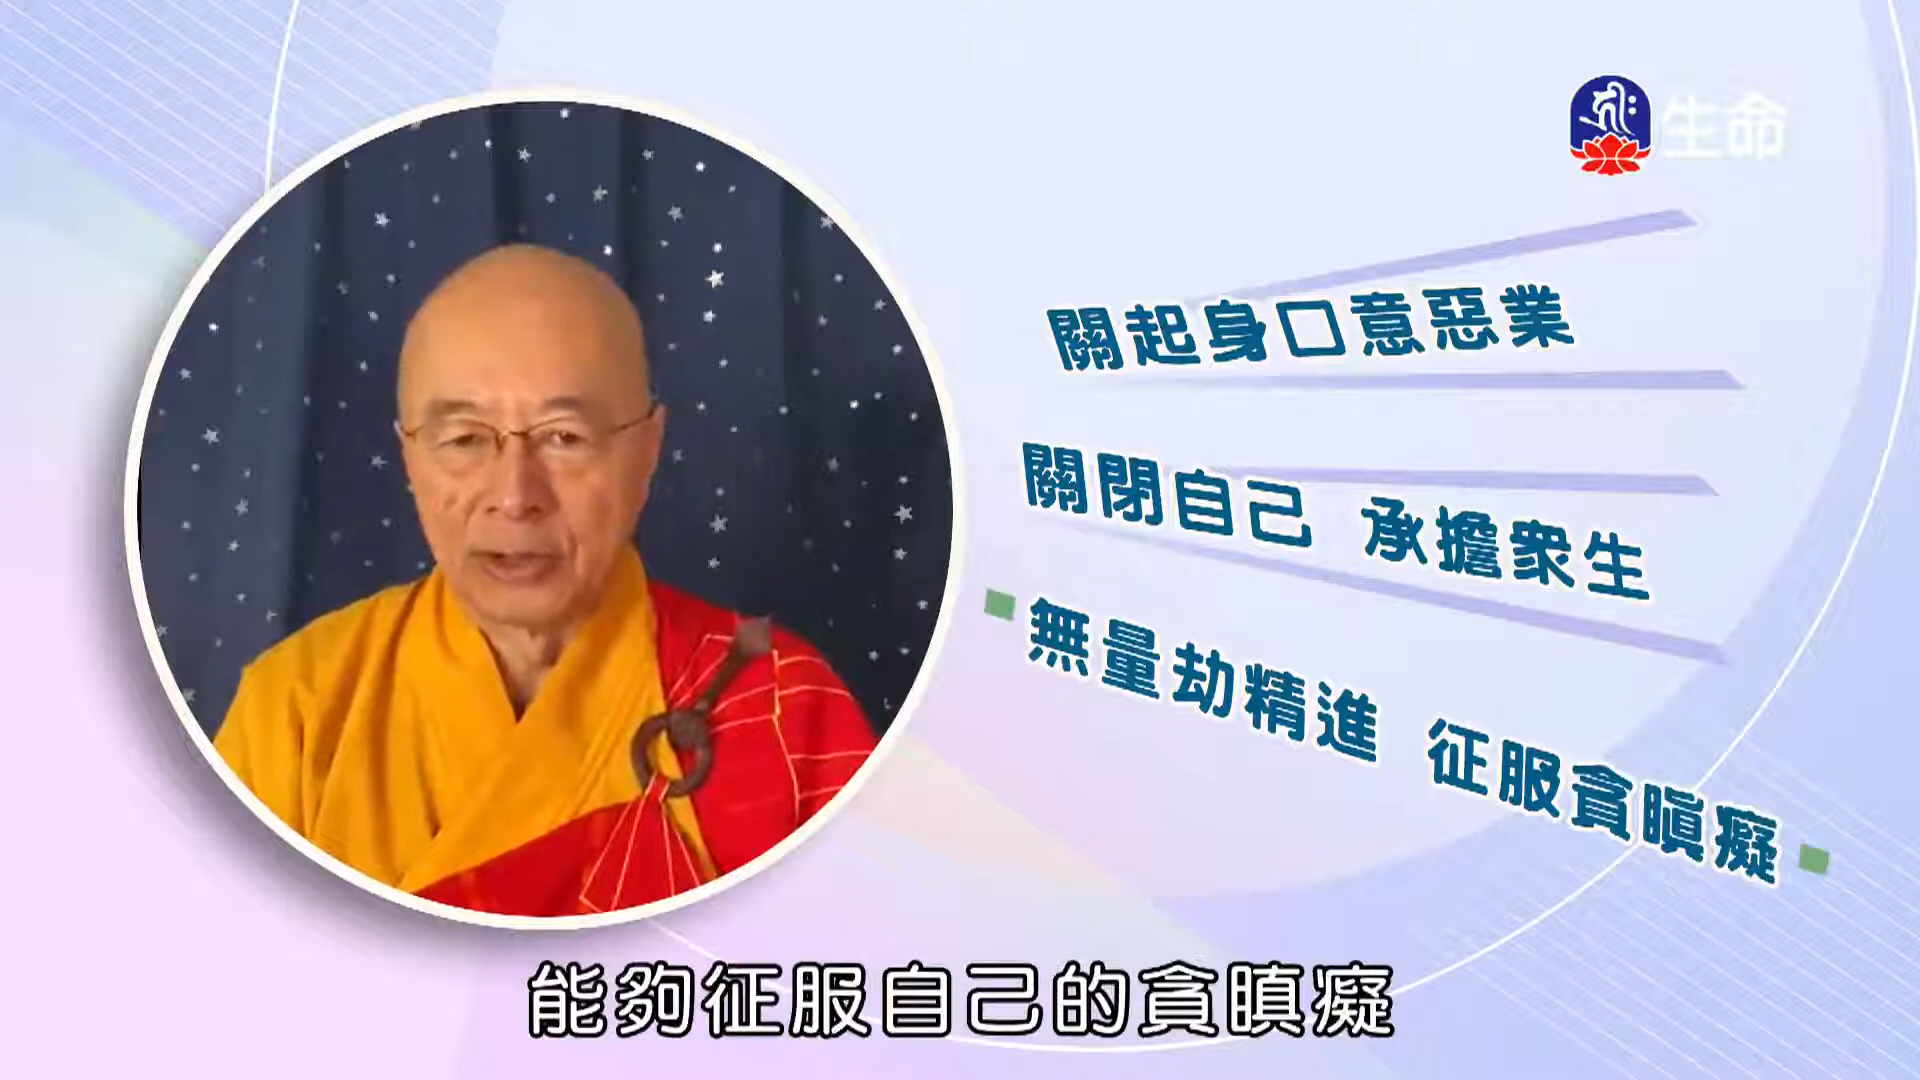 生命
關起身口意惡業
關閉自己 承擔衆生
無量劫精進 征服貪瞋癡
能夠征服自己的貪瞋癡